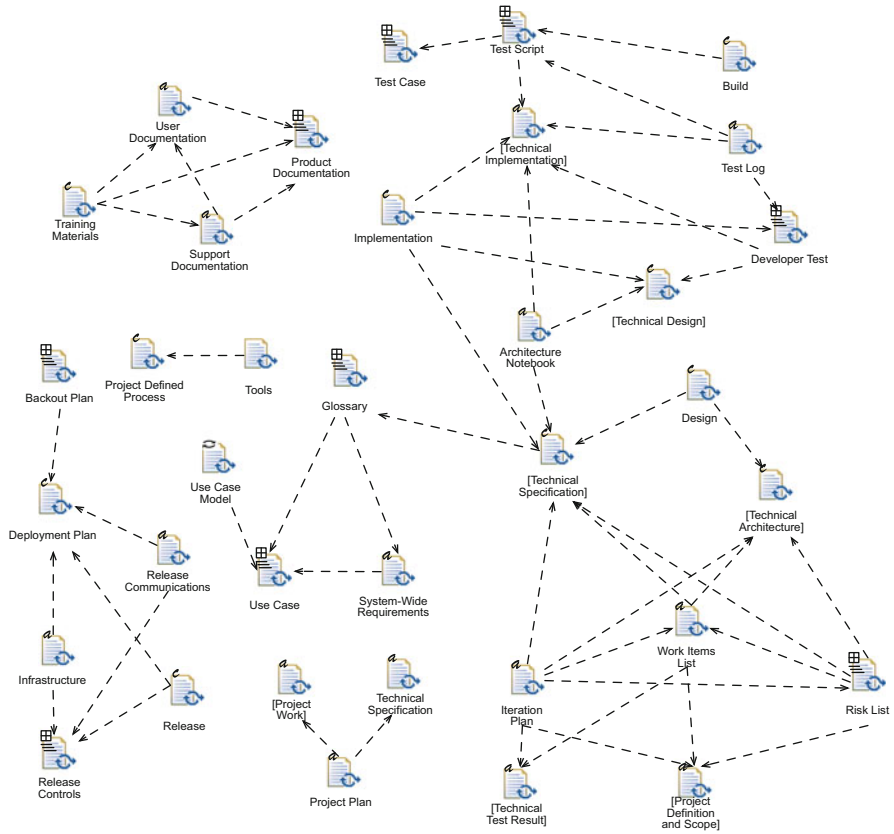 Test Script
Test Case
Build
User
Documentation
Product
Documentation
[Technical
Implementation]
Test Log
Training
Materials
Support
Documentation
Implementation
Developer Test
[Technical Design]
Architecture
Notebook
Backout Plan
Project Defined
Process
Tools
Glossary
Design
Use Case
Model
[Technical
Specification]
[Technical
Architecture]
Deployment Plan
Release
Communications
Use Case
System-Wide
Requirements
Work Items
List
Infrastructure
Release
[Project
Work]
Technical
Specification
Iteration
Plan
Risk List
Release
Controls
Project Plan
[Technical
Test Result]
[Project
Definition
and Scope]